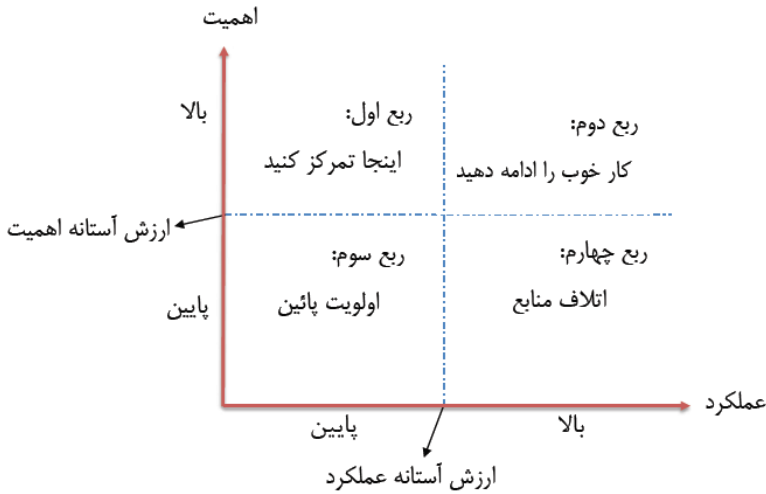 اهمیت
بالا
ربع اول:
اینجا تمرکز کنید
ربع دوم:
کار خوب را ادامه دهید
ارزش آستانه اهمیت
پایین
ربع سوم:
اولویت پائین
ربع چهارم:
اتلاف منابع
عملکرد
پایین
بالا
ارزش آستانه عملکرد